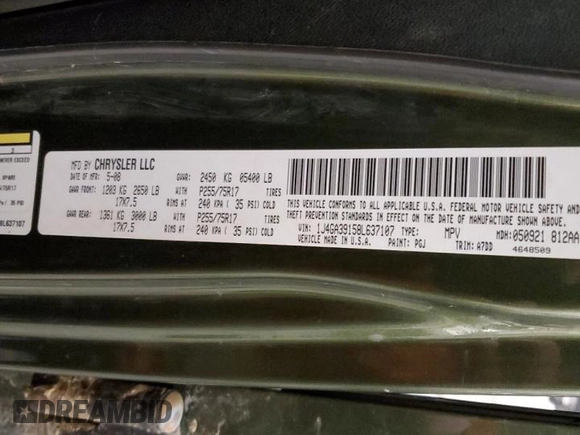 MFD BY CHRYSLER LLC
5-08
GVWR: 2450 KG 05400 LB
GAWR FRONT: 1203 KG 2650 LB WITH P255/75R17 TIRES
17X7.5 RIMS AT 240 KPA ( 35 PSI) COLD
GAWR REAR: 1361 KG 3000 LB WITH P255/75R17 TIRES
17X7.5 RIMS AT 240 KPA ( 35 PSI) COLD
THIS VEHICLE CONFORMS TO ALL APPLICABLE U.S.A. FEDERAL MOTOR VEHICLE SAFETY AND
THEFT PREVENTION STANDARDS IN EFFECT ON THE DATE OF MANUFACTURE SHOWN ABOVE
VIN: 1J4GA39158L637107 TYPE: MPV MDH: 050921 812AA
VEHICLE MADE IN U.S.A. PAINT: PGJ TRIM: A7DD 4648509
/75R17
35 PSI
8L637107
DREAMBID